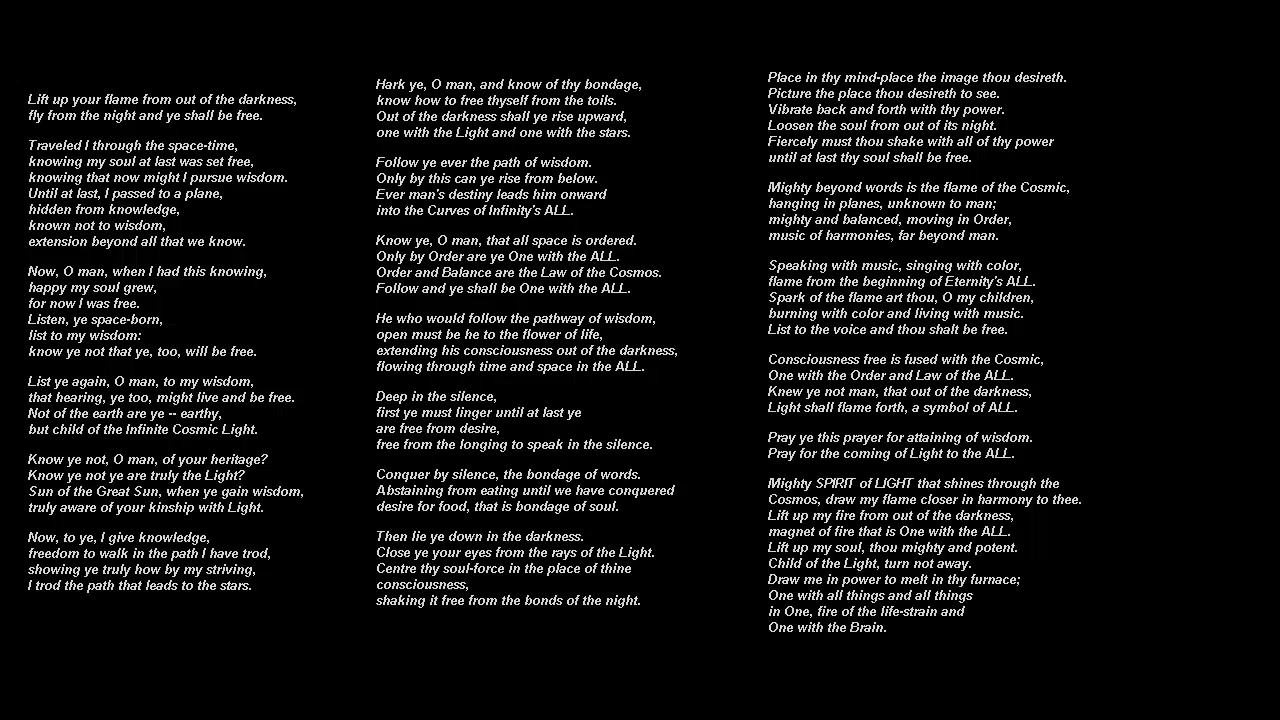 Lift up your flame from out of the darkness,
fly from the night and ye shall be free.
Traveled I through the space-time,
knowing my soul at last was set free,
knowing that now might I pursue wisdom.
Until at last, I passed to a plane,
hidden from knowledge,
known not to wisdom,
extension beyond all that we know.
Now, O man, when I had this knowing,
happy my soul grew,
for now I was free.
Listen, ye space-born,
list to my wisdom:
know ye not that ye, too, will be free.
List ye again, O man, to my wisdom,
that hearing, ye too, might live and be free.
Not of the earth are ye -- earthy,
but child of the Infinite Cosmic Light.
Know ye not, O man, of your heritage?
Know ye not ye are truly the Light?
Sun of the Great Sun, when ye gain wisdom,
truly aware of your kinship with Light.
Now, to ye, I give knowledge,
freedom to walk in the path I have trod,
showing ye truly how by my striving,
I trod the path that leads to the stars.
Hark ye, O man, and know of thy bondage,
know how to free thyself from the toils.
Out of the darkness shall ye rise upward,
one with the Light and one with the stars.
Follow ye ever the path of wisdom.
Only by this can ye rise from below.
Ever man's destiny leads him onward
into the Curves of Infinity's ALL.
Know ye, O man, that all space is ordered.
Only by Order are ye One with the ALL.
Order and Balance are the Law of the Cosmos.
Follow and ye shall be One with the ALL.
He who would follow the pathway of wisdom,
open must be he to the flower of life,
extending his consciousness out of the darkness,
flowing through time and space in the ALL.
Deep in the silence,
first ye must linger until at last ye
are free from desire,
free from the longing to speak in the silence.
Conquer by silence, the bondage of words.
Abstaining from eating until we have conquered
desire for food, that is bondage of soul.
Then lie ye down in the darkness.
Close ye your eyes from the rays of the Light.
Centre thy soul-force in the place of thine
consciousness,
shaking it free from the bonds of the night.
Place in thy mind-place the image thou desireth.
Picture the place thou desireth to see.
Vibrate back and forth with thy power.
Loosen the soul from out of its night.
Fiercely must thou shake with all of thy power
until at last thy soul shall be free.
Mighty beyond words is the flame of the Cosmic,
hanging in planes, unknown to man;
mighty and balanced, moving in Order,
music of harmonies, far beyond man.
Speaking with music, singing with color,
flame from the beginning of Eternity's ALL.
Spark of the flame art thou, O my children,
burning with color and living with music.
List to the voice and thou shalt be free.
Consciousness free is fused with the Cosmic,
One with the Order and Law of the ALL.
Knew ye not man, that out of the darkness,
Light shall flame forth, a symbol of ALL.
Pray ye this prayer for attaining of wisdom.
Pray for the coming of Light to the ALL.
Mighty SPIRIT of LIGHT that shines through the
Cosmos, draw my flame closer in harmony to thee.
Lift up my fire from out of the darkness,
magnet of fire that is One with the ALL.
Lift up my soul, thou mighty and potent.
Child of the Light, turn not away.
Draw me in power to melt in thy furnace;
One with all things and all things
in One, fire of the life-strain and
One with the Brain.